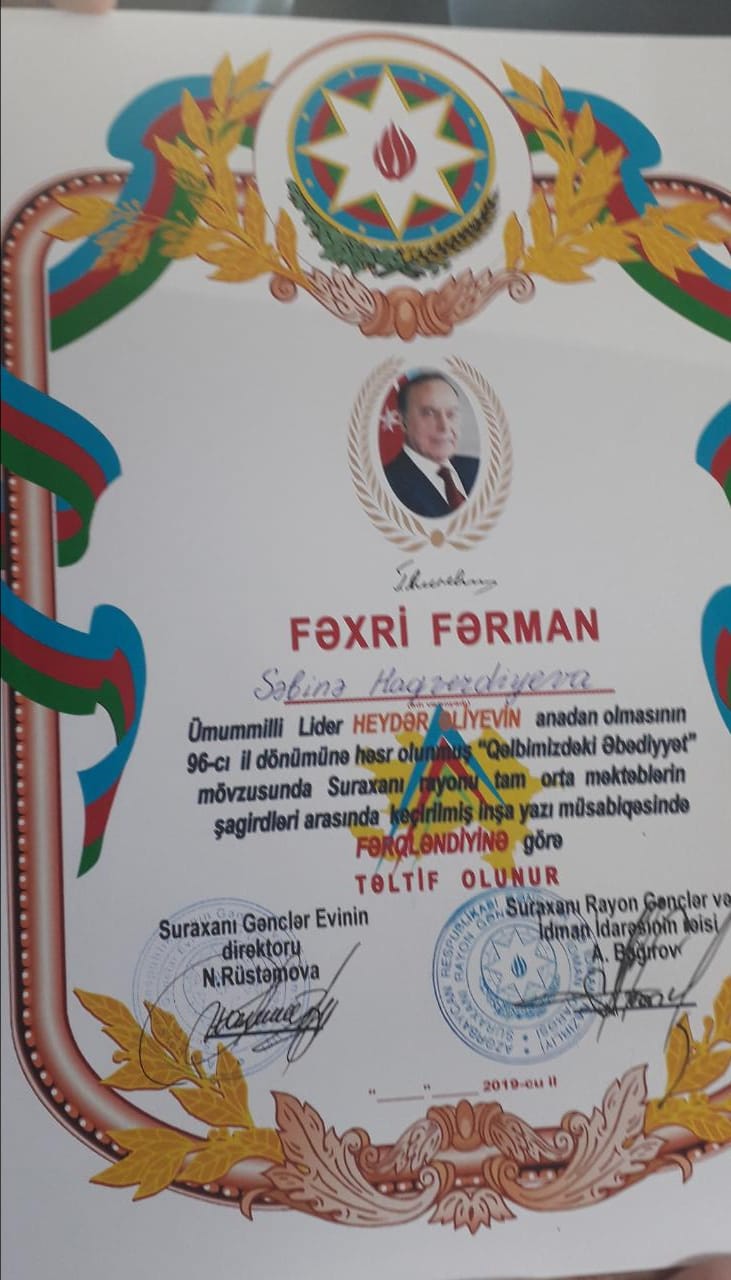 FƏXRİ FƏRMAN
Səbinə Haqverdiyeva
Ümummilli Lider HEYDƏR ƏLİYEVİN anadan olmasının
96-cı il dönümünə həsr olunmuş "Qəlbimizdəki Əbədiyyət"
mövzusunda Suraxanı rayonu tam orta məktəblərin
şagirdləri arasında keçirilmiş inşa yazı müsabiqəsində
FƏRQLƏNDİYİNƏ görə
TƏLTİF OLUNUR
Suraxanı Gənclər Evinin
direktoru
N.Rüstəmova
Suraxanı Rayon Gənclər və
İdman İdarəsinin rəisi
A. Bağırov
"____"_____ 2019-cu il